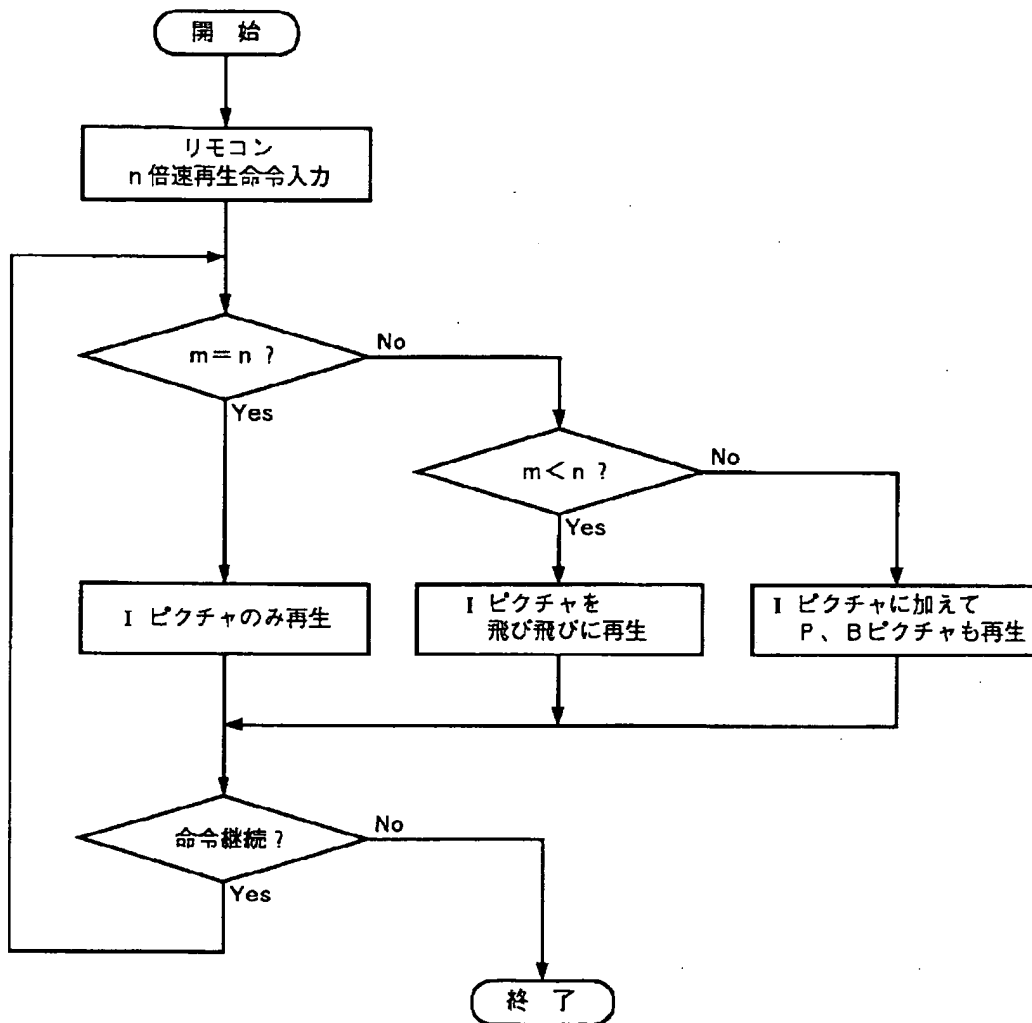 開 始
リモコン
n倍速再生命令入力
m=n ?
No
Yes
m<n ?
No
Yes
I ピクチャのみ再生
I ピクチャを
飛び飛びに再生
I ピクチャに加えて
P、Bピクチャも再生
命令継続?
No
Yes
終 了